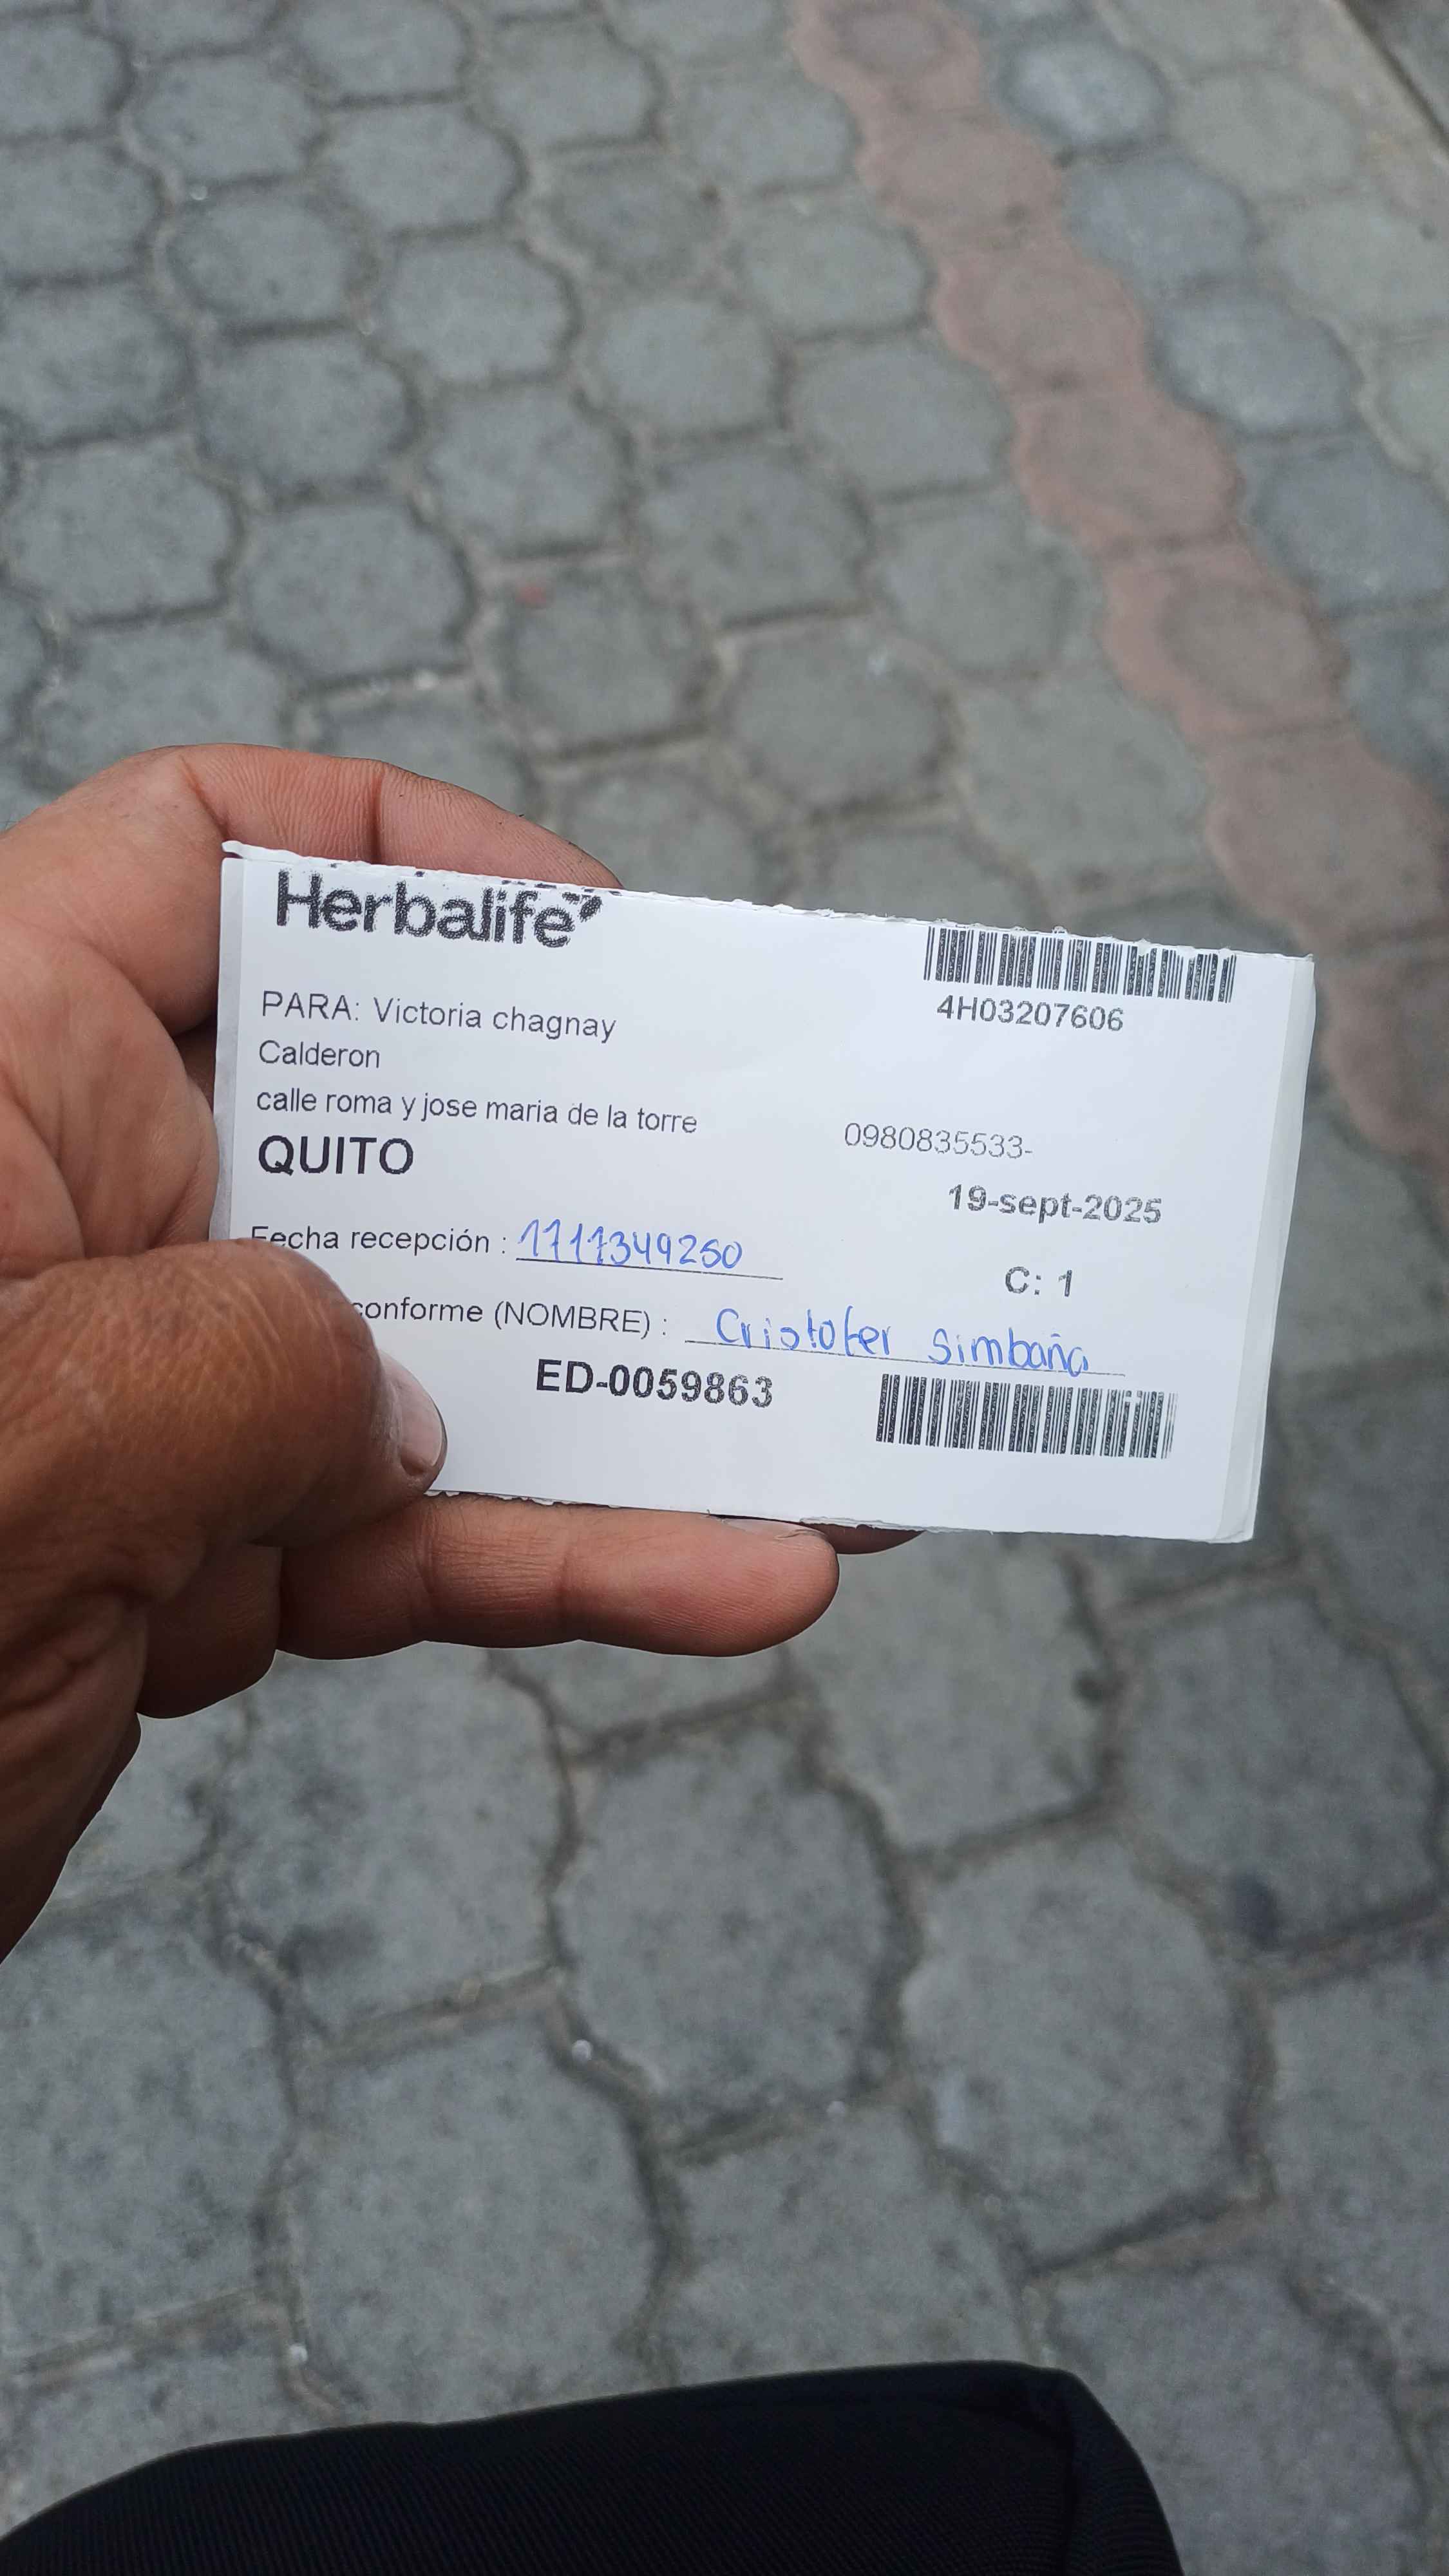 Herbalife
4H03207606
PARA: Victoria chagnay
Calderon
calle roma y jose maria de la torre
0980835533-
QUITO
19-sept-2025
Fecha recepción : 1711349250
C: 1
conforme (NOMBRE) : Cristofer Simbaña
ED-0059863